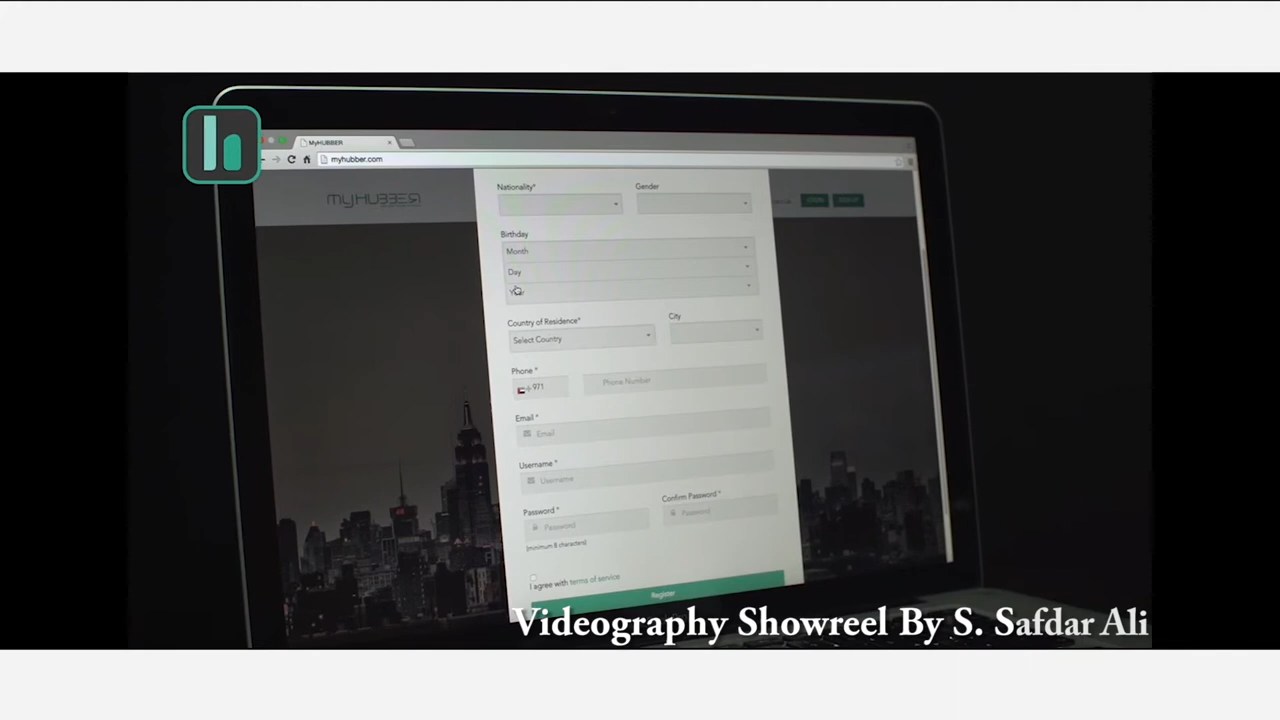 MyHUBBER
myhubber.com
myHUBBER
Nationality*
Gender
Birthday
Month
Day
Country of Residence*
City
Select Country
Phone *
+971
Phone Number
Email *
Email
Username *
Username
Password *
Confirm Password *
Password
Password
(minimum 8 characters)
I agree with terms of service
Register
Videography Showreel By S. Safdar Ali